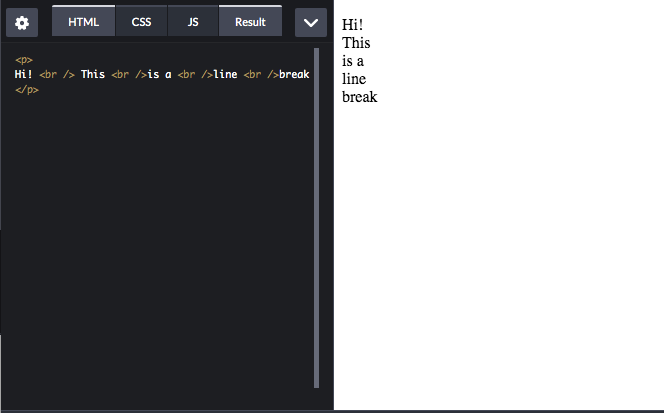 HTML CSS JS Result
<p>
Hi! <br /> This <br />is a <br />line <br />break
</p>
Hi!
This
is a
line
break